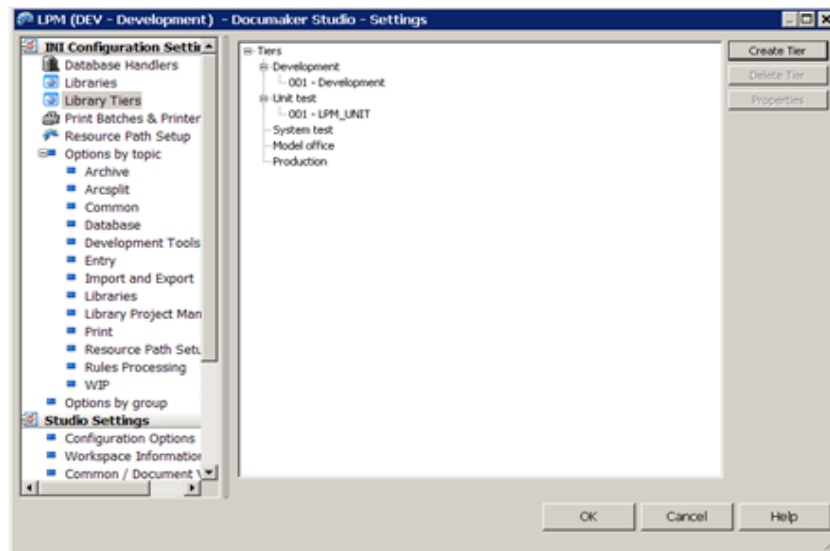 LPM (DEV - Development) - Documaker Studio - Settings
INI Configuration Settin
Database Handlers
Libraries
Library Tiers
Print Batches & Printer
Resource Path Setup
Options by topic
Archive
Arcsplit
Common
Database
Development Tools
Entry
Import and Export
Libraries
Library Project Man
Print
Resource Path Setu
Rules Processing
WIP
Options by group
Studio Settings
Configuration Options
Workspace Information
Common / Document V
Tiers
Development
001 - Development
Unit test
001 - LPM_UNIT
System test
Model office
Production
Create Tier
Delete Tier
Properties
OK
Cancel
Help